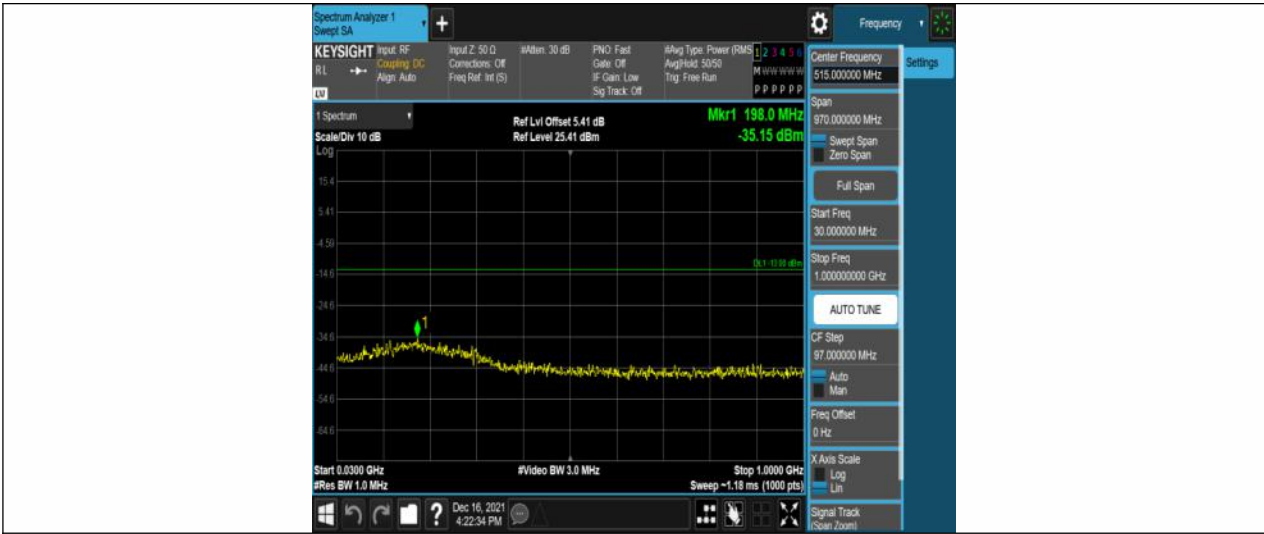 Spectrum Analyzer 1
Swept SA
Frequency
KEYSIGHT
Input: RF
Coupling: DC
Align: Auto
RL
LV
Input Z: 50 Ω
Corrections: Off
Freq Ref: Int (S)
#Atten: 30 dB
PNO: Fast
Gate: Off
IF Gain: Low
Sig Track: Off
#Avg Type: Power (RMS
Avg|Hold: 50/50
Trig: Free Run
1 2 3 4 5 6
M W W W W W
P P P P P P
Center Frequency
515.000000 MHz
Settings
Span
970.000000 MHz
Swept Span
Zero Span
Full Span
Start Freq
30.000000 MHz
Stop Freq
1.000000000 GHz
AUTO TUNE
CF Step
97.000000 MHz
Auto
Man
Freq Offset
0 Hz
X Axis Scale
Log
Lin
Signal Track
(Span Zoom)
1 Spectrum
Scale/Div 10 dB
Log
Ref Lvl Offset 5.41 dB
Ref Level 25.41 dBm
Mkr1 198.0 MHz
-35.15 dBm
15.4
5.41
-4.59
DL1 -13.00 dBm
-14.6
-24.6
1
-34.6
-44.6
-54.6
-64.6
Start 0.0300 GHz
#Video BW 3.0 MHz
Stop 1.0000 GHz
#Res BW 1.0 MHz
Sweep ~1.18 ms (1000 pts)
?
Dec 16, 2021
4:22:34 PM